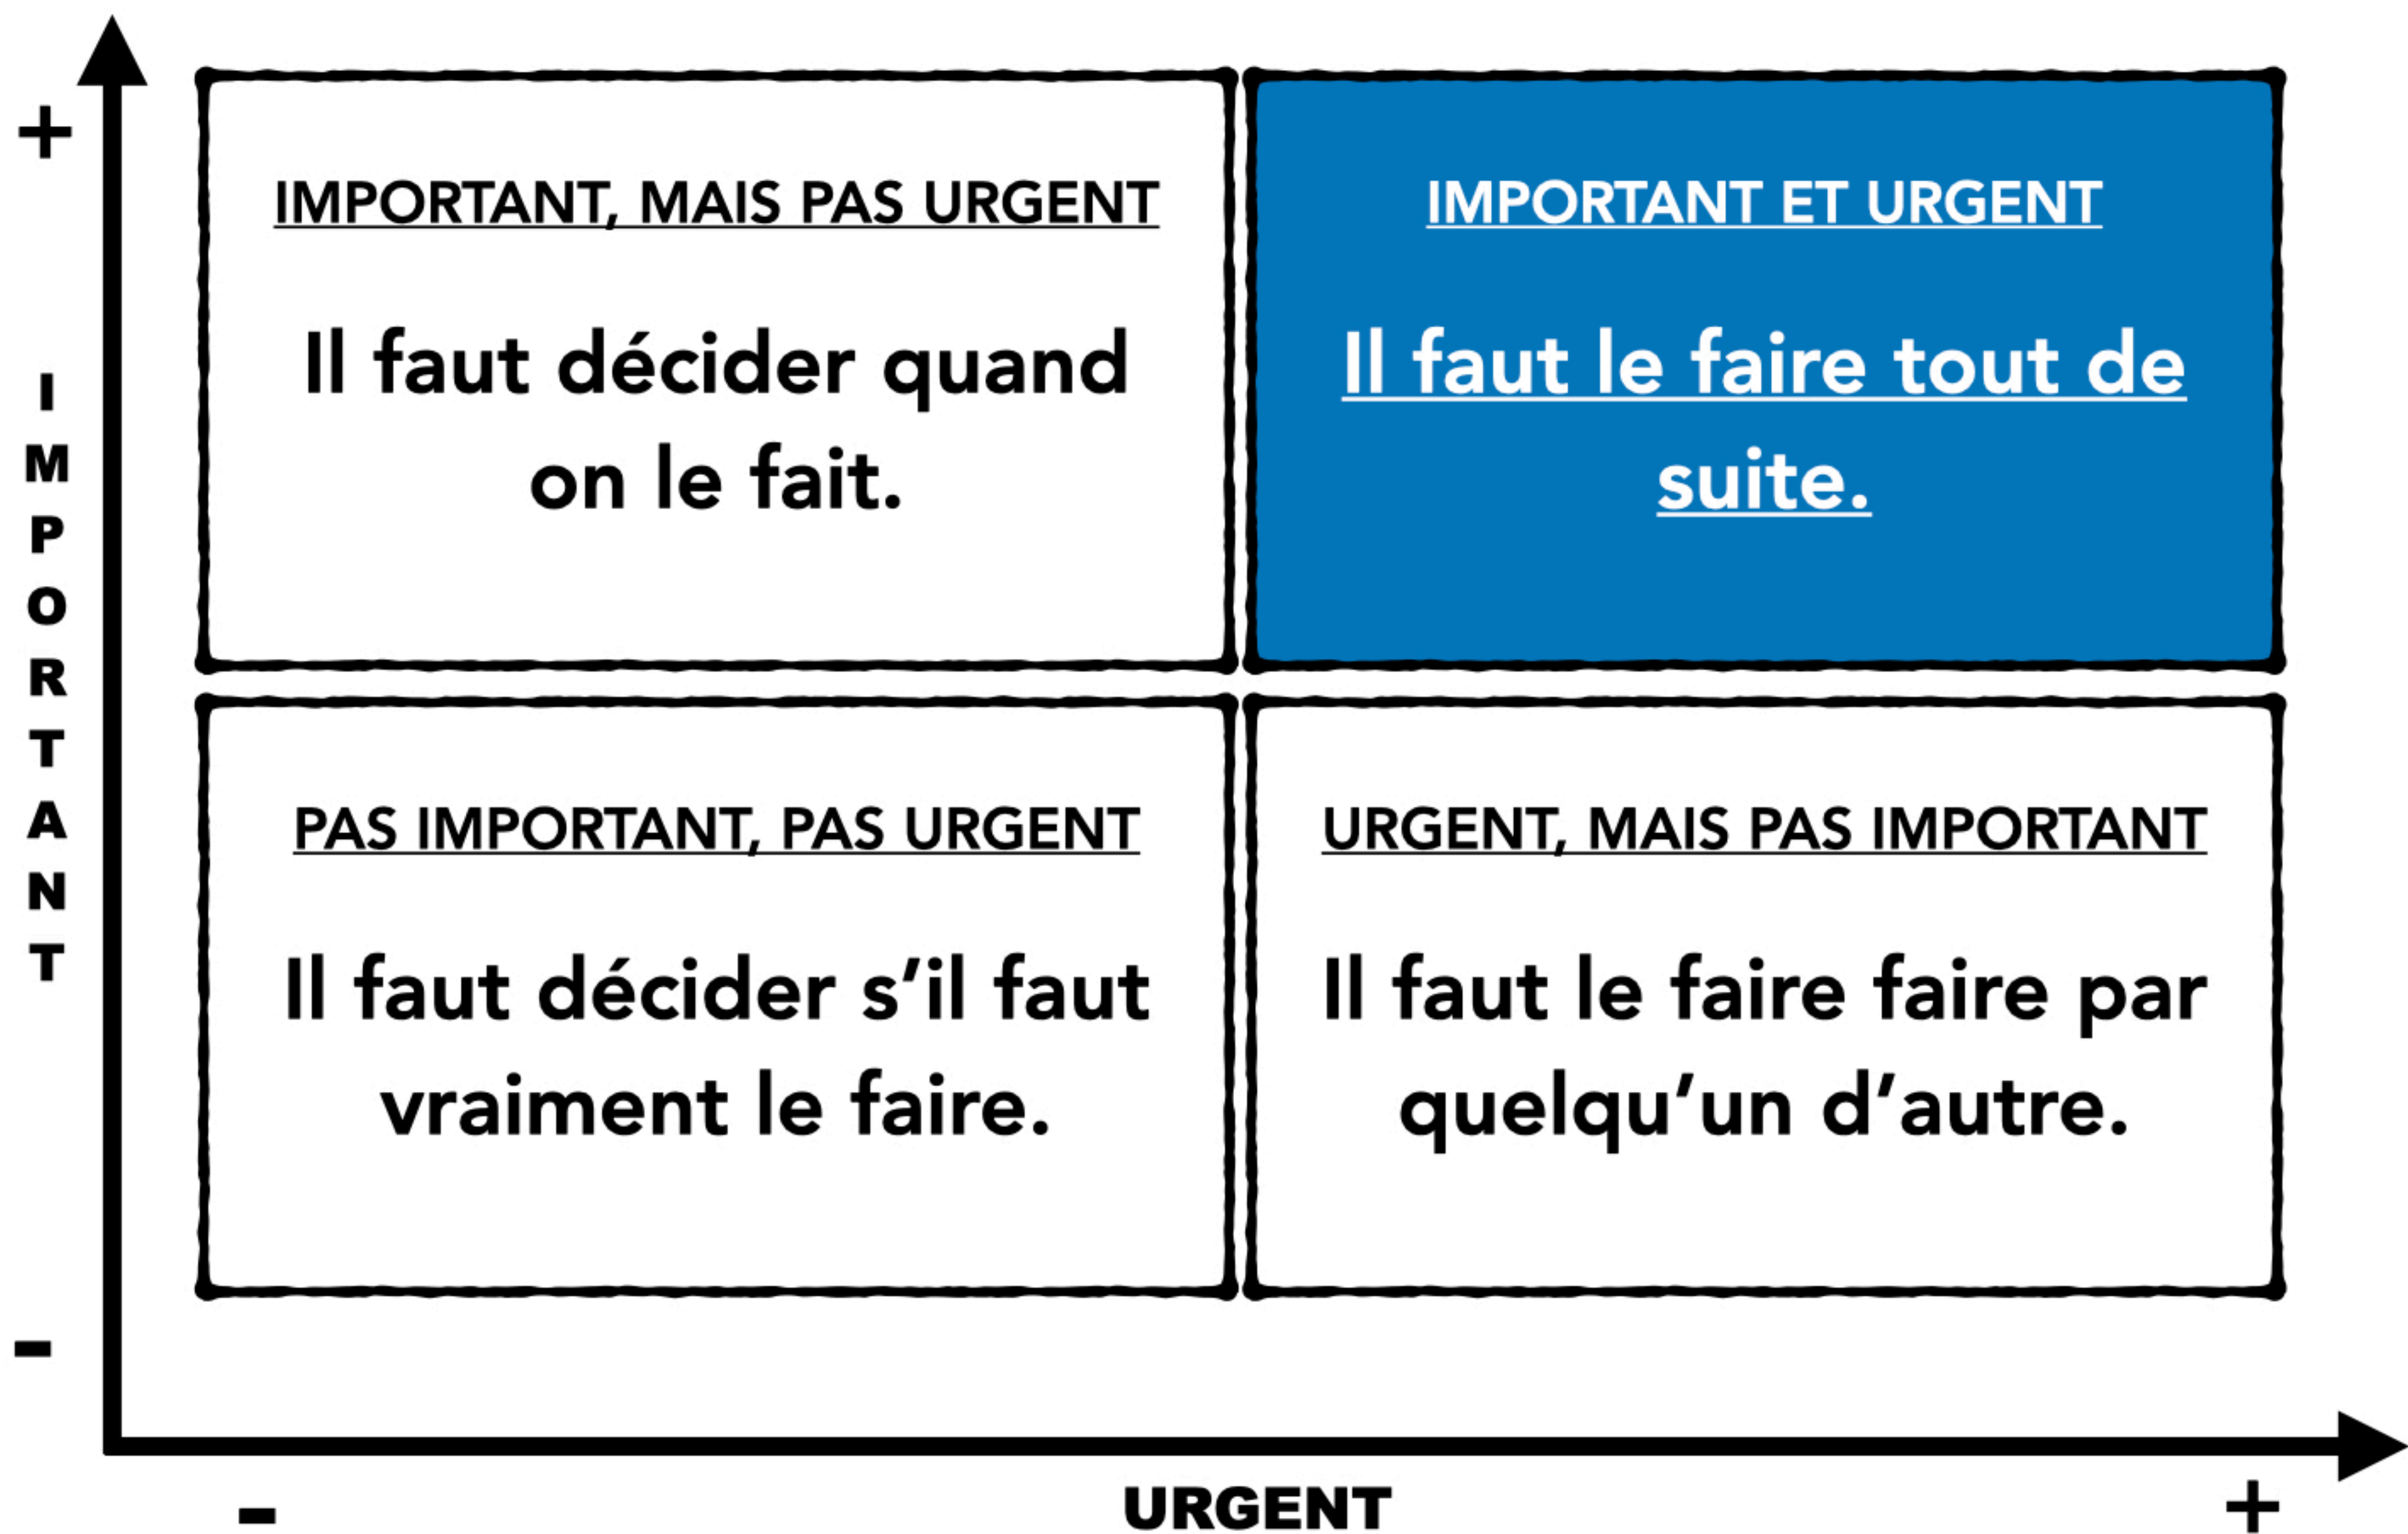 +
IMPORTANT, MAIS PAS URGENT
Il faut décider quand
on le fait.
IMPORTANT ET URGENT
Il faut le faire tout de
suite.
IMPORTANT
PAS IMPORTANT, PAS URGENT
Il faut décider s’il faut
vraiment le faire.
URGENT, MAIS PAS IMPORTANT
Il faut le faire faire par
quelqu’un d’autre.
-
- URGENT +